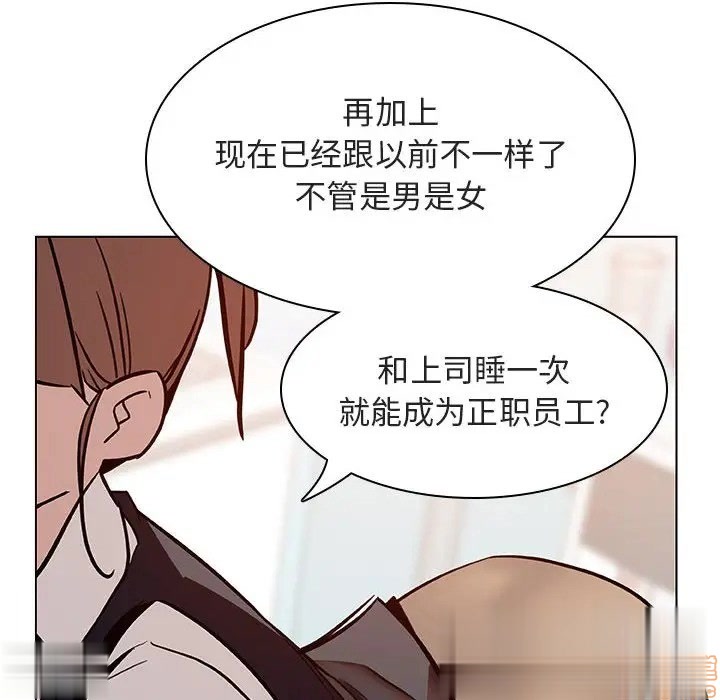 再加上
现在已经跟以前不一样了
不管是男是女
和上司睡一次
就能成为正职员工?